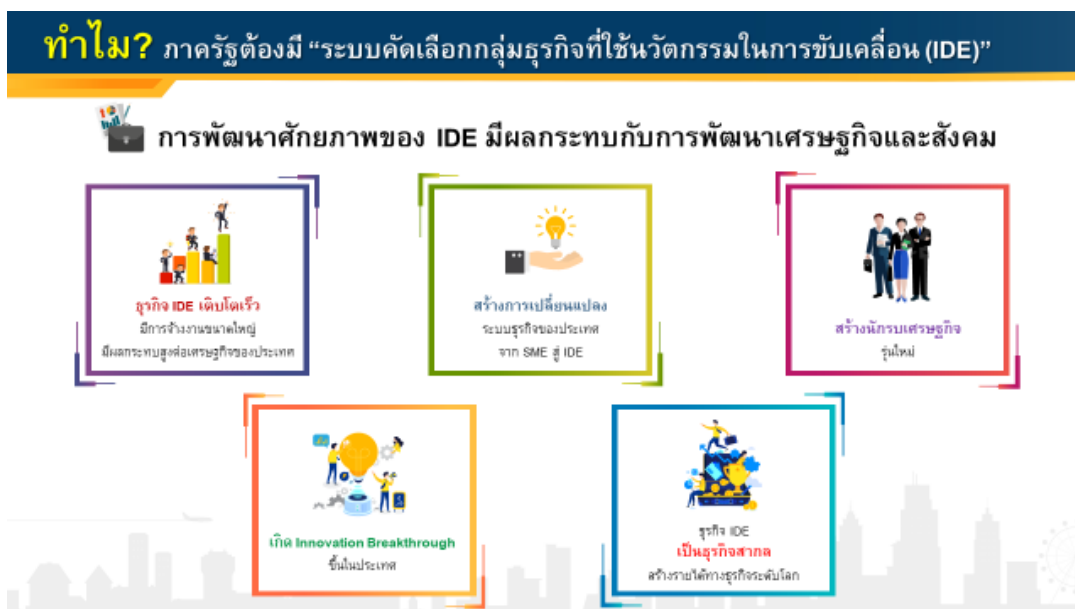 ทำไม? ภาครัฐต้องมี “ระบบคัดเลือกกลุ่มธุรกิจที่ใช้นวัตกรรมในการขับเคลื่อน (IDE)”
การพัฒนาศักยภาพของ IDE มีผลกระทบกับการพัฒนาเศรษฐกิจและสังคม
ธุรกิจ IDE เติบโตเร็ว
มีการจ้างงานขนาดใหญ่
มีผลกระทบสูงต่อเศรษฐกิจของประเทศ
สร้างการเปลี่ยนแปลง
ระบบธุรกิจของประเทศ
จาก SME สู่ IDE
สร้างนักรบเศรษฐกิจ
รุ่นใหม่
เกิด Innovation Breakthrough
ขึ้นในประเทศ
ธุรกิจ IDE
เป็นธุรกิจสากล
สร้างรายได้ทางธุรกิจระดับโลก